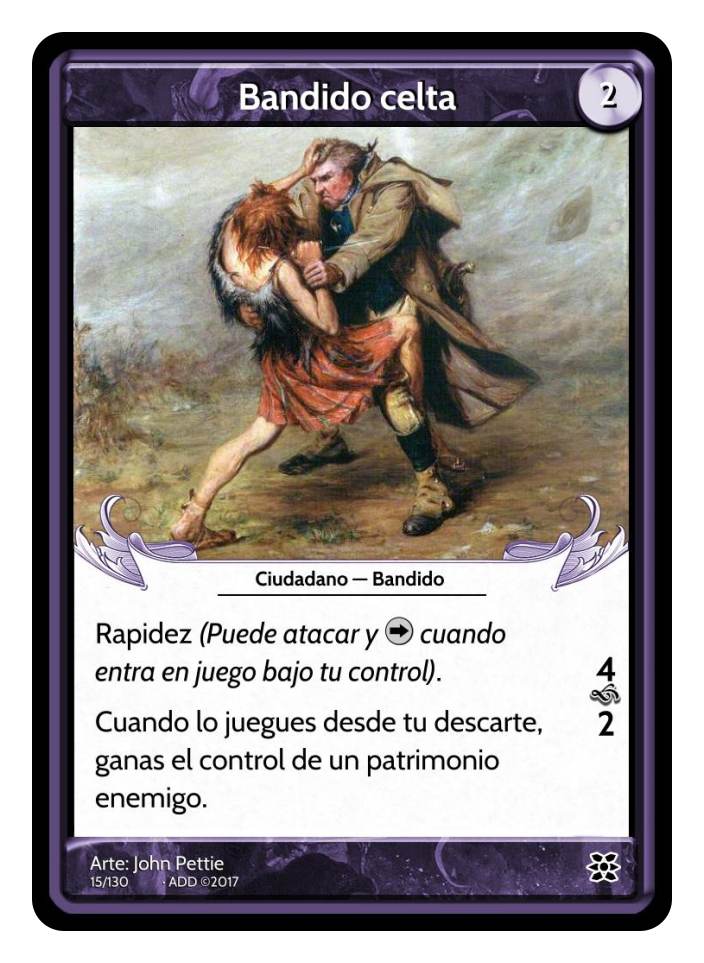 Bandido celta
2
Ciudadano — Bandido
Rapidez (Puede atacar y cuando
entra en juego bajo tu control).
Cuando lo juegues desde tu descarte,
ganas el control de un patrimonio
enemigo.
4
2
Arte: John Pettie
15/130 · ADD ©2017